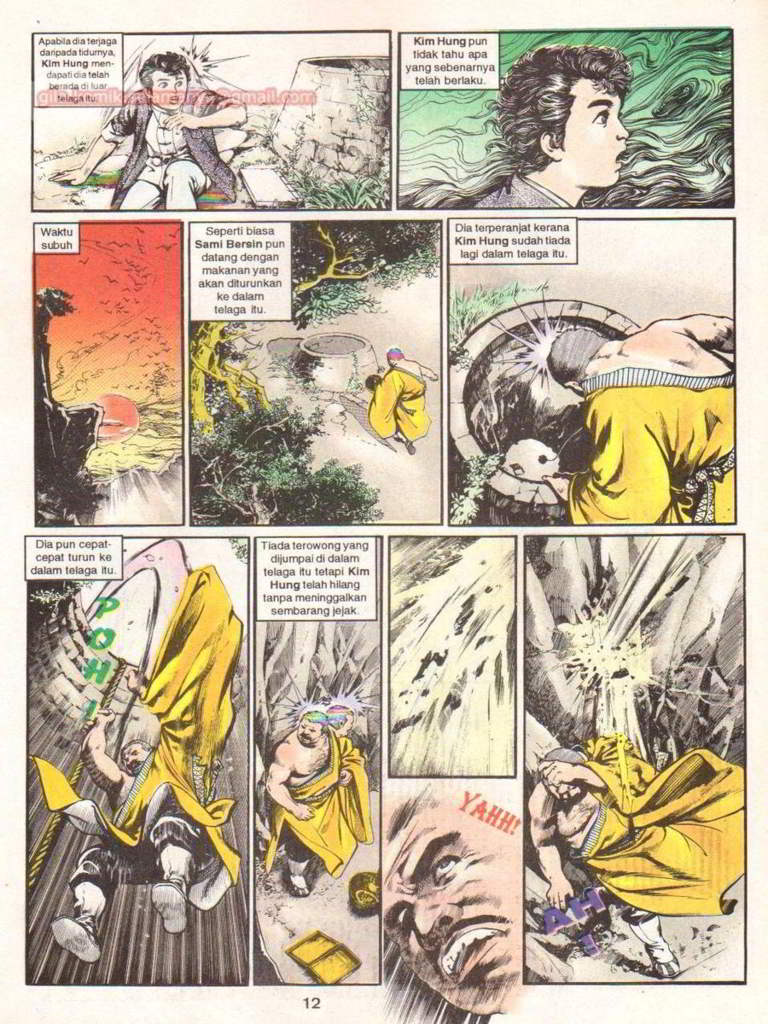 Apabila dia terjaga
daripada tidurnya,
Kim Hung men-
dapati dia telah
berada di luar
telaga itu.
Kim Hung pun
tidak tahu apa
yang sebenarnya
telah berlaku.
Waktu
subuh
Seperti biasa
Sami Bersin pun
datang dengan
makanan yang
akan diturunkan
ke dalam
telaga itu.
Dia terperanjat kerana
Kim Hung sudah tiada
lagi dalam telaga itu.
Dia pun cepat-
cepat turun ke
dalam telaga itu.
POH!
Tiada terowong yang
dijumpai di dalam
telaga itu tetapi Kim
Hung telah hilang
tanpa meninggalkan
sembarang jejak.
YAHH!
AH!
12